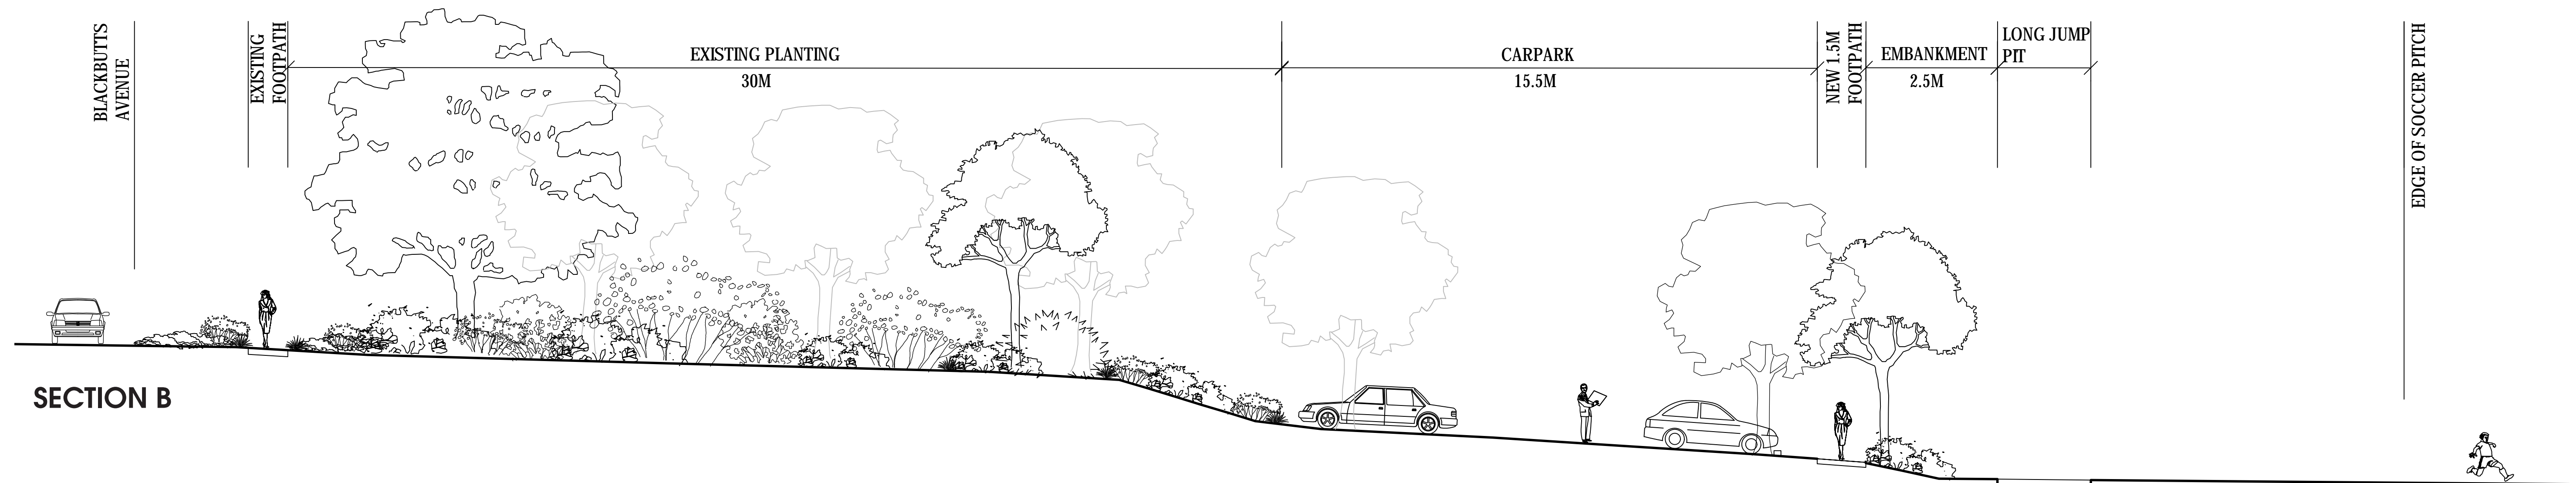 BLACKBUTTS
AVENUE
EXISTING
FOOTPATH
EXISTING PLANTING
30M
CARPARK
15.5M
NEW 1.5M
FOOTPATH
EMBANKMENT
2.5M
LONG JUMP
PIT
EDGE OF SOCCER PITCH
SECTION B